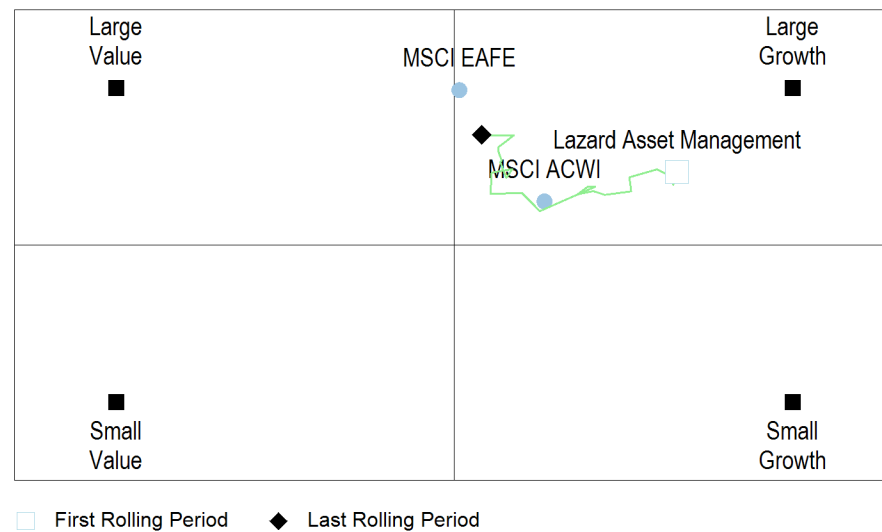 Large
Value
Large
Growth
MSCI EAFE
Lazard Asset Management
MSCI ACWI
Small
Value
Small
Growth
First Rolling Period
Last Rolling Period